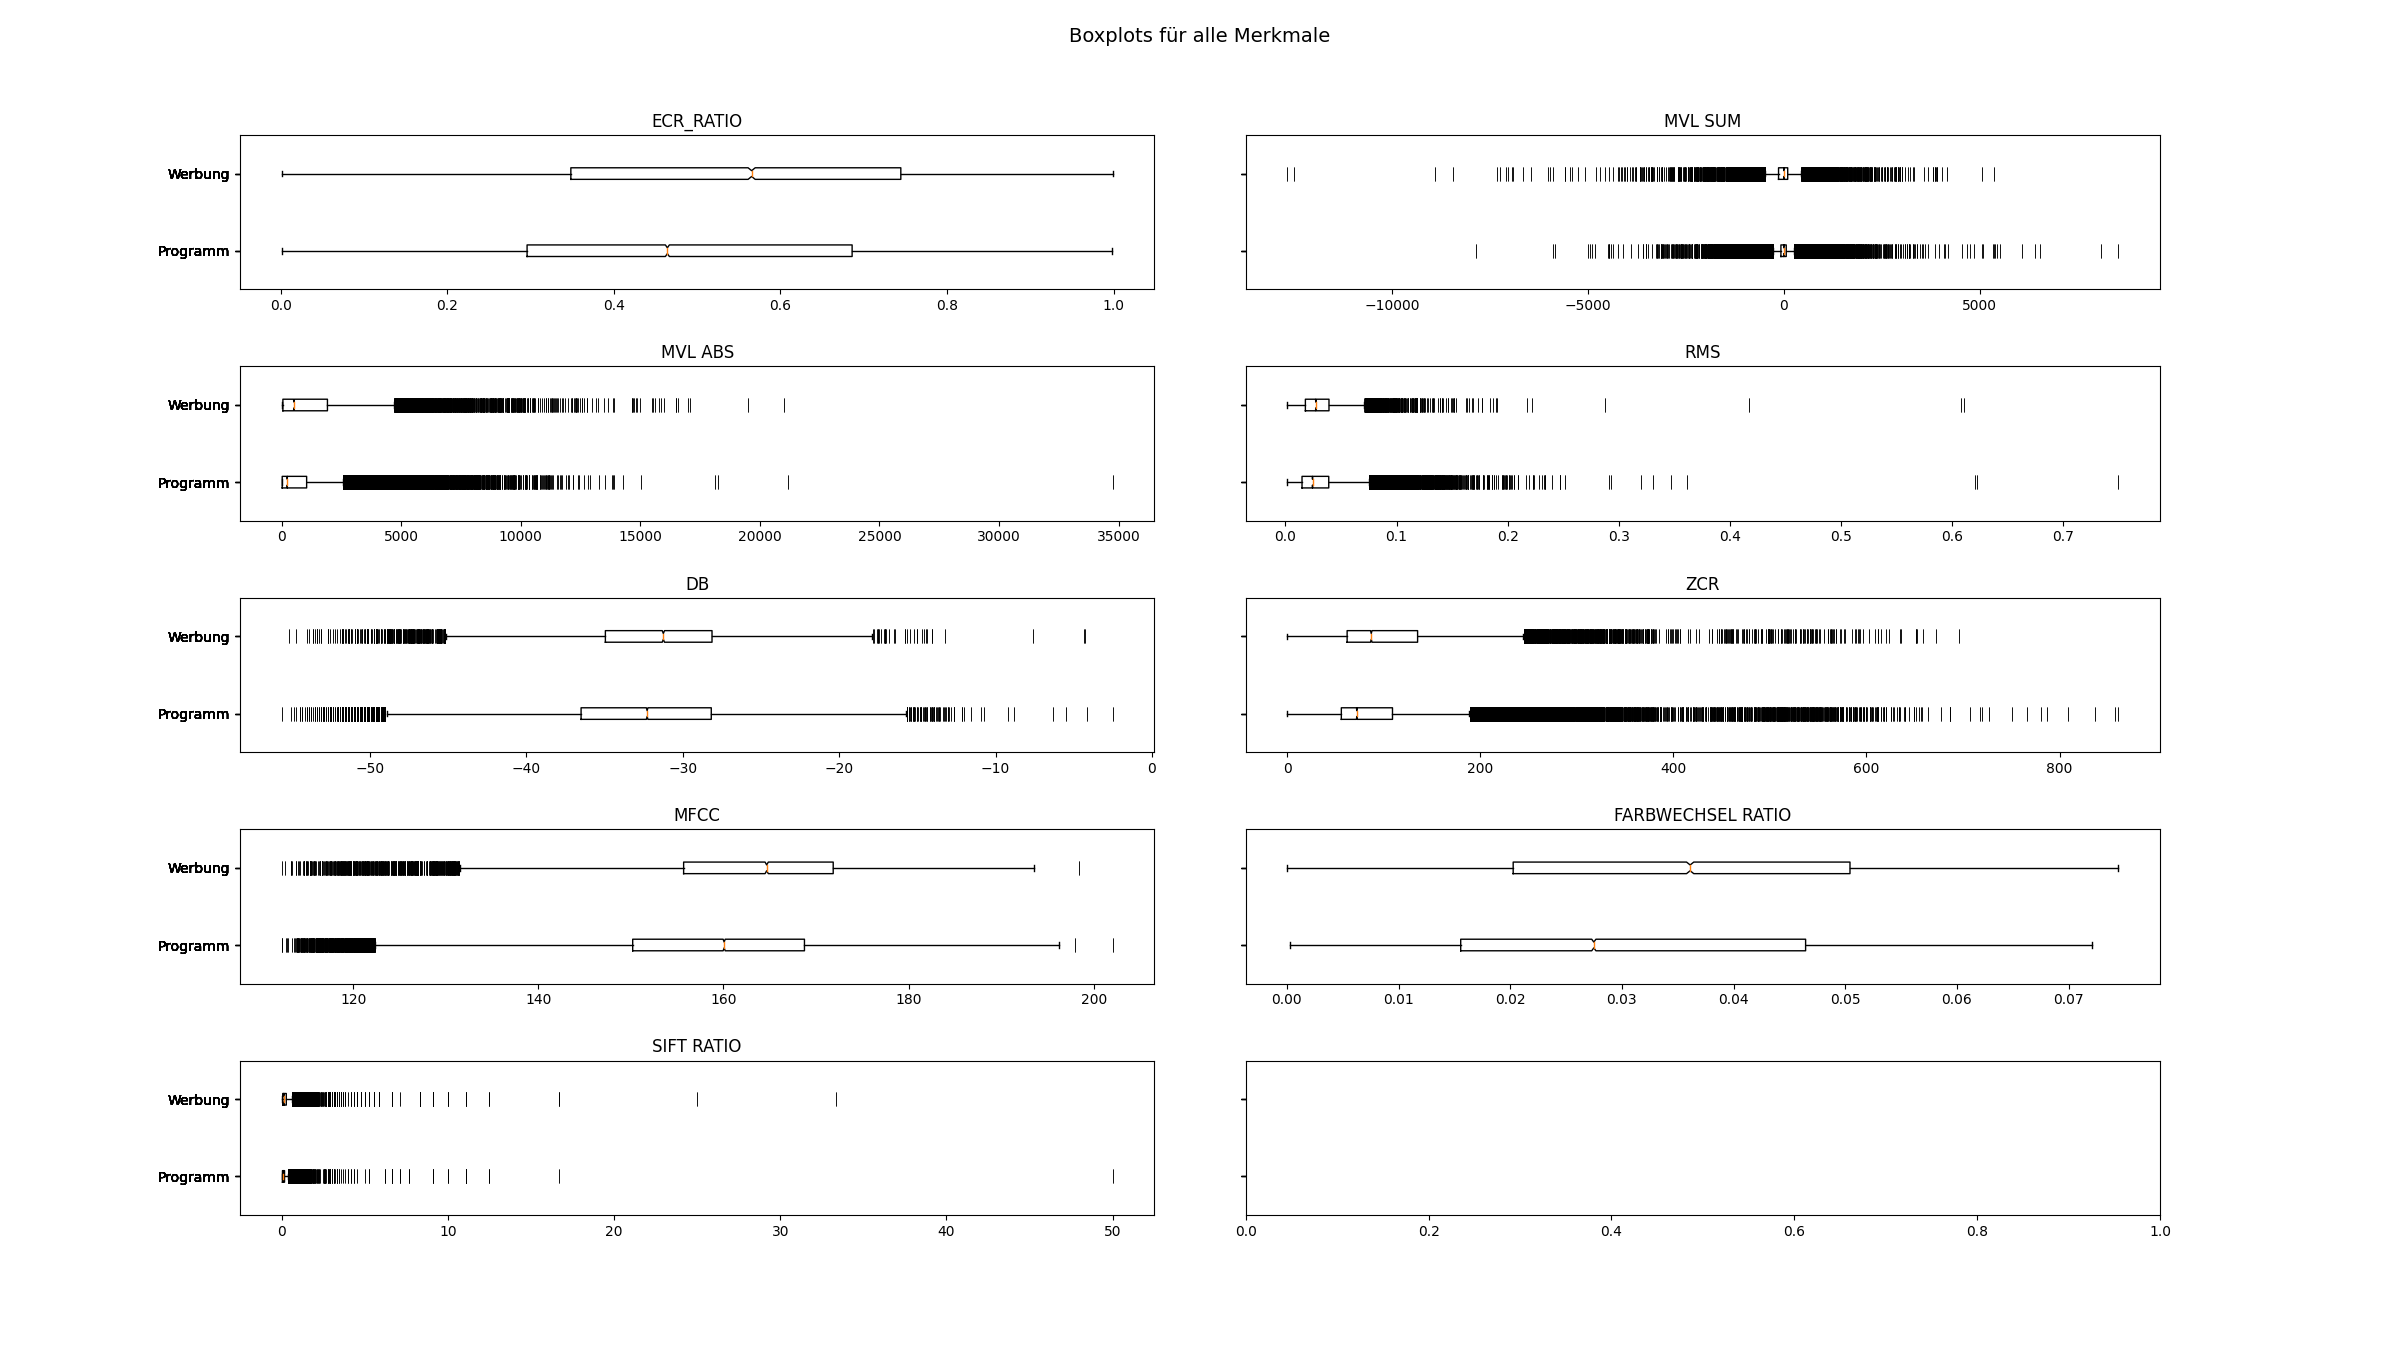 Boxplots für alle Merkmale
ECR_RATIO
Werbung
Programm
0.0 0.2 0.4 0.6 0.8 1.0
MVL SUM
−10000 −5000 0 5000
MVL ABS
Werbung
Programm
0 5000 10000 15000 20000 25000 30000 35000
RMS
0.0 0.1 0.2 0.3 0.4 0.5 0.6 0.7
DB
Werbung
Programm
−50 −40 −30 −20 −10 0
ZCR
0 200 400 600 800
MFCC
Werbung
Programm
120 140 160 180 200
FARBWECHSEL RATIO
0.00 0.01 0.02 0.03 0.04 0.05 0.06 0.07
SIFT RATIO
Werbung
Programm
0 10 20 30 40 50
0.0 0.2 0.4 0.6 0.8 1.0